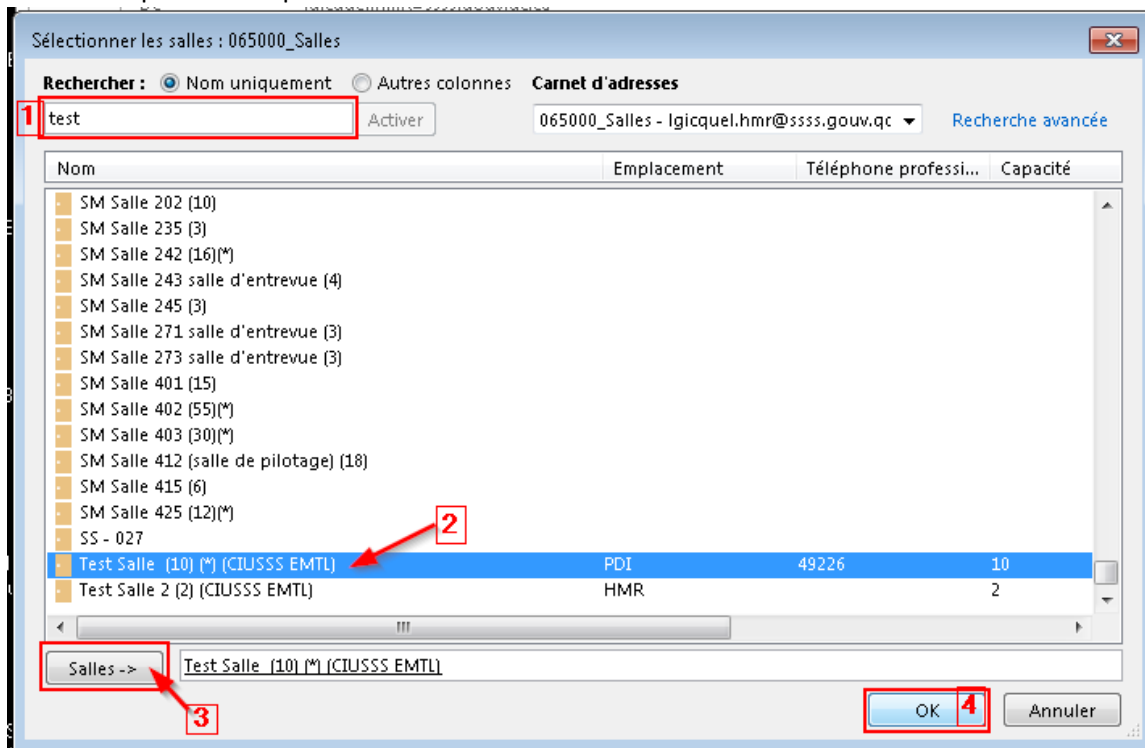 Sélectionner les salles : 065000_Salles
Rechercher : Nom uniquement Autres colonnes Carnet d'adresses
1 test Activer 065000_Salles - lgicquel.hmr@ssss.gouv.qc Recherche avancée
Nom Emplacement Téléphone professi... Capacité
SM Salle 202 (10)
SM Salle 235 (3)
SM Salle 242 (16)(*)
SM Salle 243 salle d'entrevue (4)
SM Salle 245 (3)
SM Salle 271 salle d'entrevue (3)
SM Salle 273 salle d'entrevue (3)
SM Salle 401 (15)
SM Salle 402 (55)(*)
SM Salle 403 (30)(*)
SM Salle 412 (salle de pilotage) (18)
SM Salle 415 (6)
SM Salle 425 (12)(*)
2
SS - 027
Test Salle (10) (*) (CIUSSS EMTL) PDI 49226 10
Test Salle 2 (2) (CIUSSS EMTL) HMR 2
Salles -> Test Salle (10) (*) (CIUSSS EMTL)
3
OK 4 Annuler